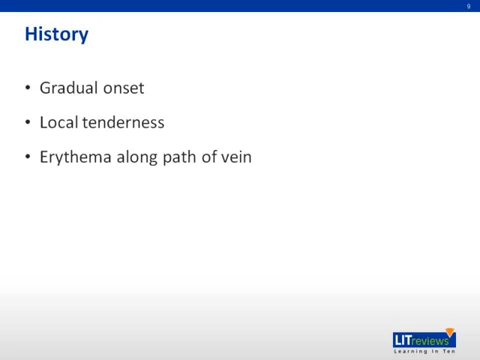 9
History
• Gradual onset
• Local tenderness
• Erythema along path of vein
LITreviews
Learning In Ten